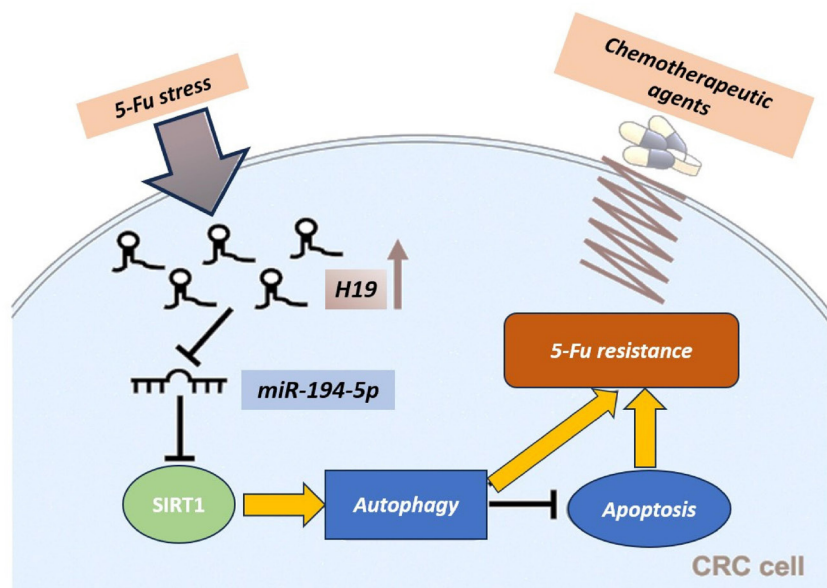 5-Fu stress
Chemotherapeutic
agents
H19
miR-194-5p
5-Fu resistance
SIRT1
Autophagy
Apoptosis
CRC cell